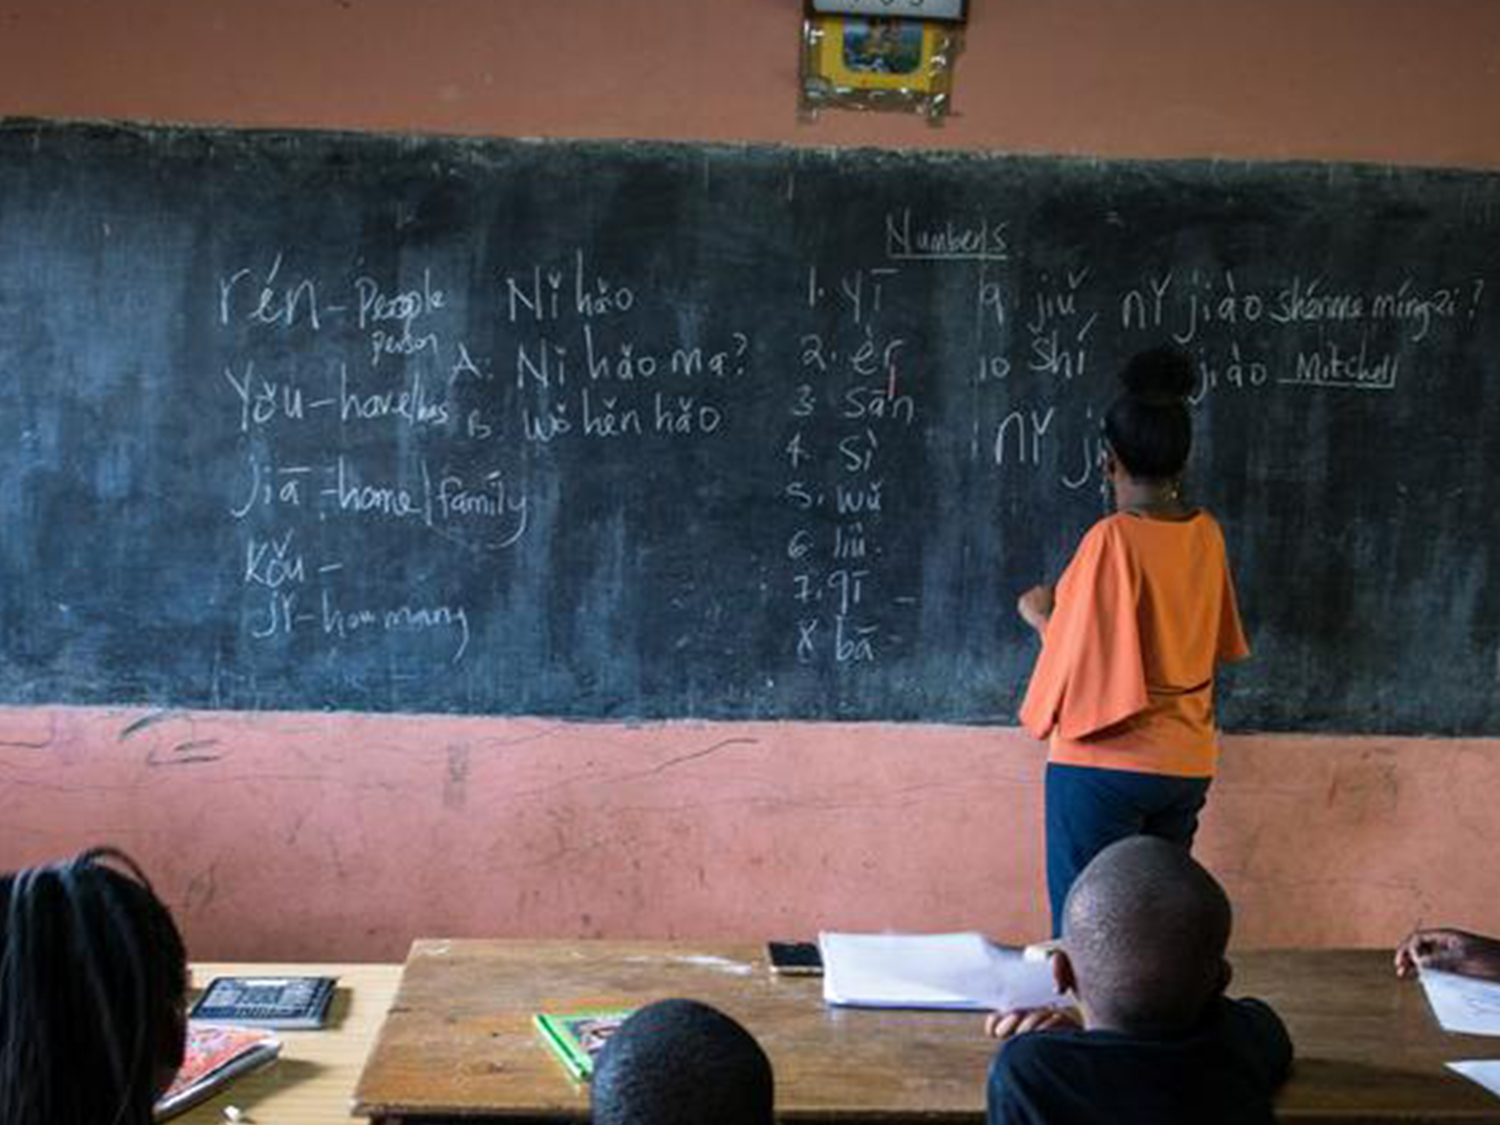 rén - People
person
Yǒu - have/has
Jiā - home/family
Kǒu -
Jǐ - how many
Nǐ hǎo
A: Nǐ hǎo ma?
B: Wǒ hěn hǎo
Numbers
1. yī
2. èr
3. sān
4. sì
5. wǔ
6. liù
7. qī
8 bā
9. jiǔ
10 shí
nǐ jiào shénme míngzi?
jiào Mitchell
nǐ